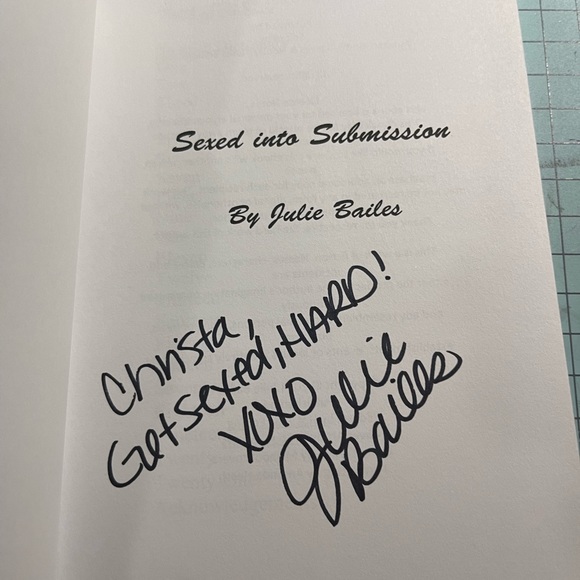 Sexed into Submission
By Julie Bailes
Christa,
Get sexed, HARD!
XOXO
Julie
Bailes